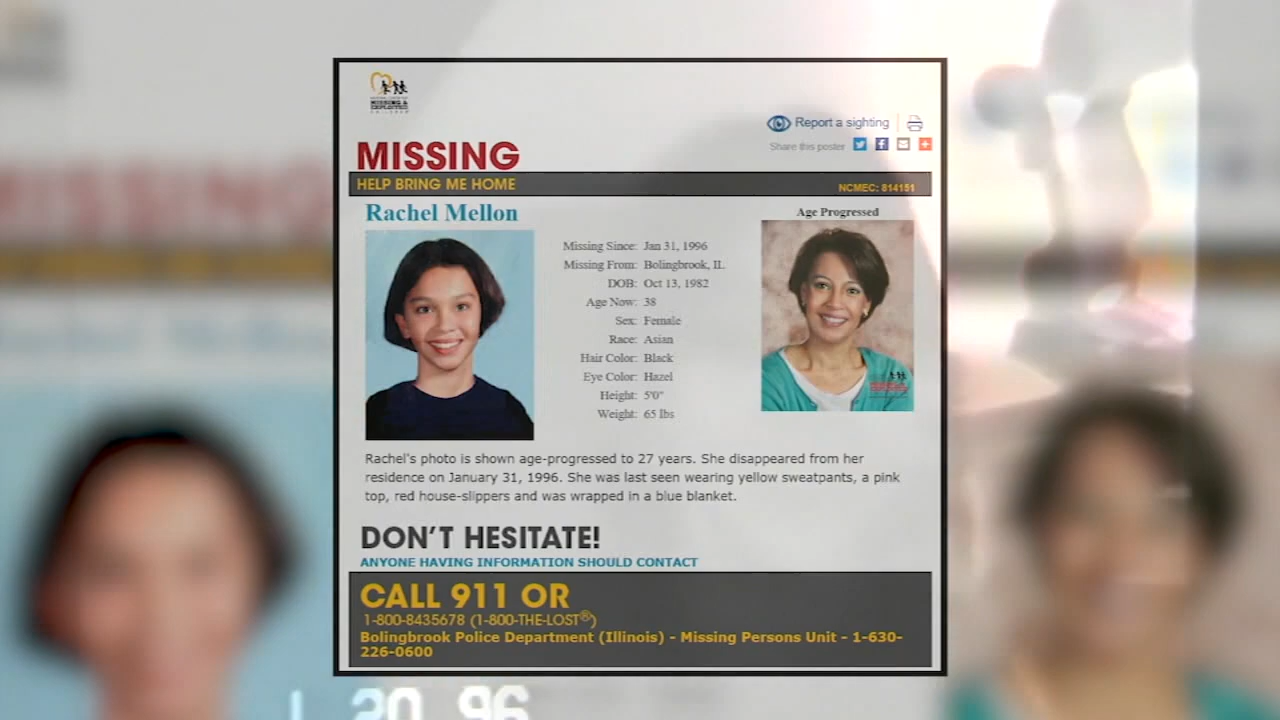 MISSING &
EXPLOITED
CHILDREN
Report a sighting
Share this poster
MISSING
HELP BRING ME HOME
NCMEC: 814151
Rachel Mellon
Age Progressed
Missing Since: Jan 31, 1996
Missing From: Bolingbrook, IL
DOB: Oct 13, 1982
Age Now: 38
Sex: Female
Race: Asian
Hair Color: Black
Eye Color: Hazel
Height: 5'0"
Weight: 65 lbs
Rachel's photo is shown age-progressed to 27 years. She disappeared from her
residence on January 31, 1996. She was last seen wearing yellow sweatpants, a pink
top, red house-slippers and was wrapped in a blue blanket.
DON'T HESITATE!
ANYONE HAVING INFORMATION SHOULD CONTACT
CALL 911 OR
1-800-8435678 (1-800-THE-LOST®)
Bolingbrook Police Department (Illinois) - Missing Persons Unit - 1-630-
226-0600